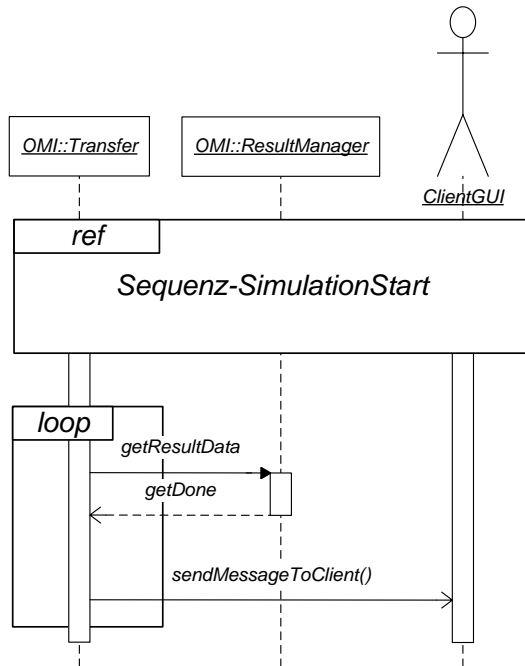 OMI::Transfer
OMI::ResultManager
ClientGUI
ref
Sequenz-SimulationStart
loop
getResultData
getDone
sendMessageToClient()